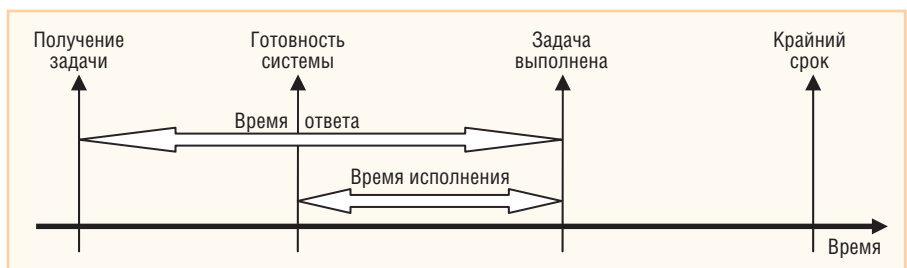 Получение
задачи
Готовность
системы
Задача
выполнена
Крайний
срок
Время ответа
Время исполнения
Время